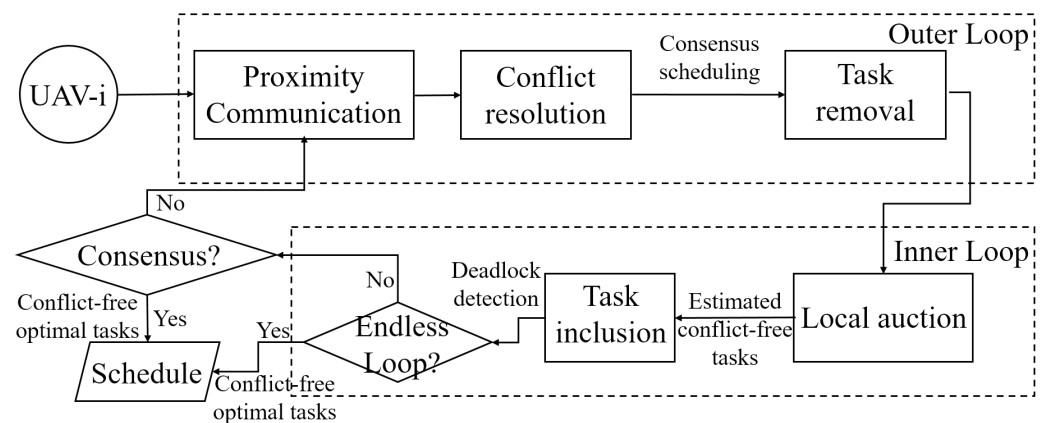 Outer Loop
UAV-i
Proximity
Communication
Conflict
resolution
Consensus
scheduling
Task
removal
No
Consensus?
Conflict-free
optimal tasks
Yes
Schedule
Inner Loop
Local auction
Estimated
conflict-free
tasks
Task
inclusion
Deadlock
detection
Endless
Loop?
No
Yes
Conflict-free
optimal tasks